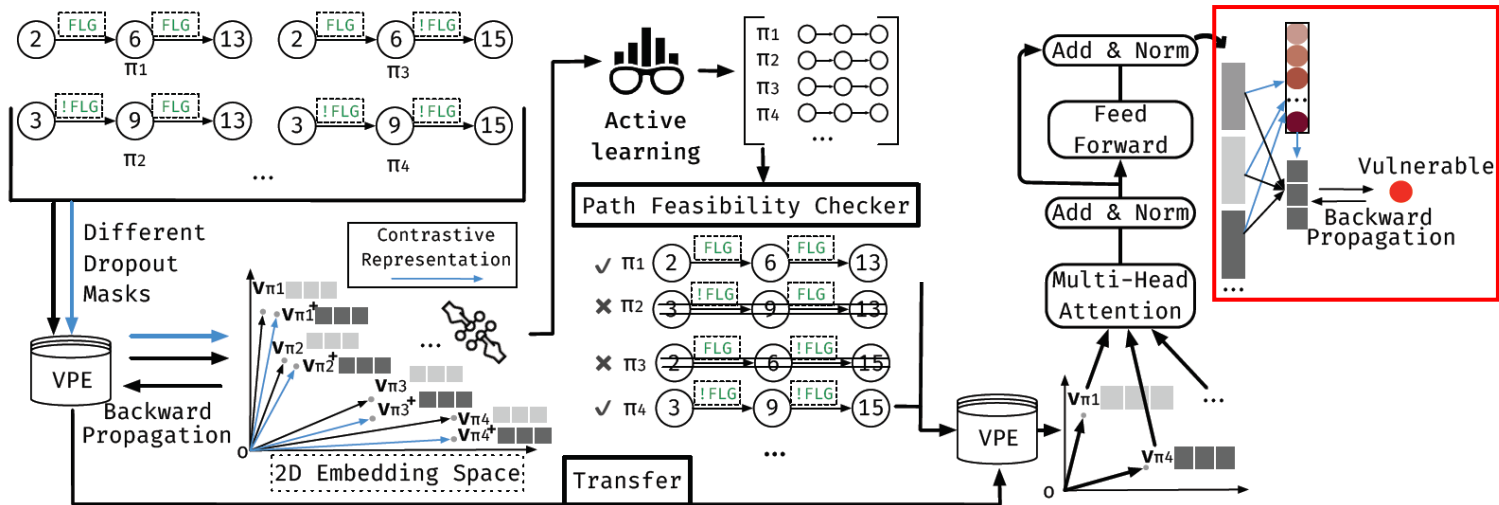 FLG FLG
2 6 13
π1
FLG !FLG
2 6 15
π3
!FLG FLG
3 9 13
π2
!FLG !FLG
3 9 15
π4
...
Different
Dropout
Masks
VPE
Backward
Propagation
Contrastive
Representation
Vπ1
Vπ1+
Vπ2
Vπ2+
...
Vπ3
Vπ3+
Vπ4
Vπ4+
O
2D Embedding Space
Active
learning
π1
π2
π3
π4
...
Path Feasibility Checker
FLG FLG
✓ π1 2 6 13
!FLG FLG
✖ π2 3 9 13
FLG !FLG
✖ π3 2 6 15
!FLG !FLG
✓ π4 3 9 15
...
Transfer
VPE
Vπ1
...
Vπ4
O
Multi-Head
Attention
Add & Norm
Feed
Forward
Add & Norm
...
...
Vulnerable
Backward
Propagation